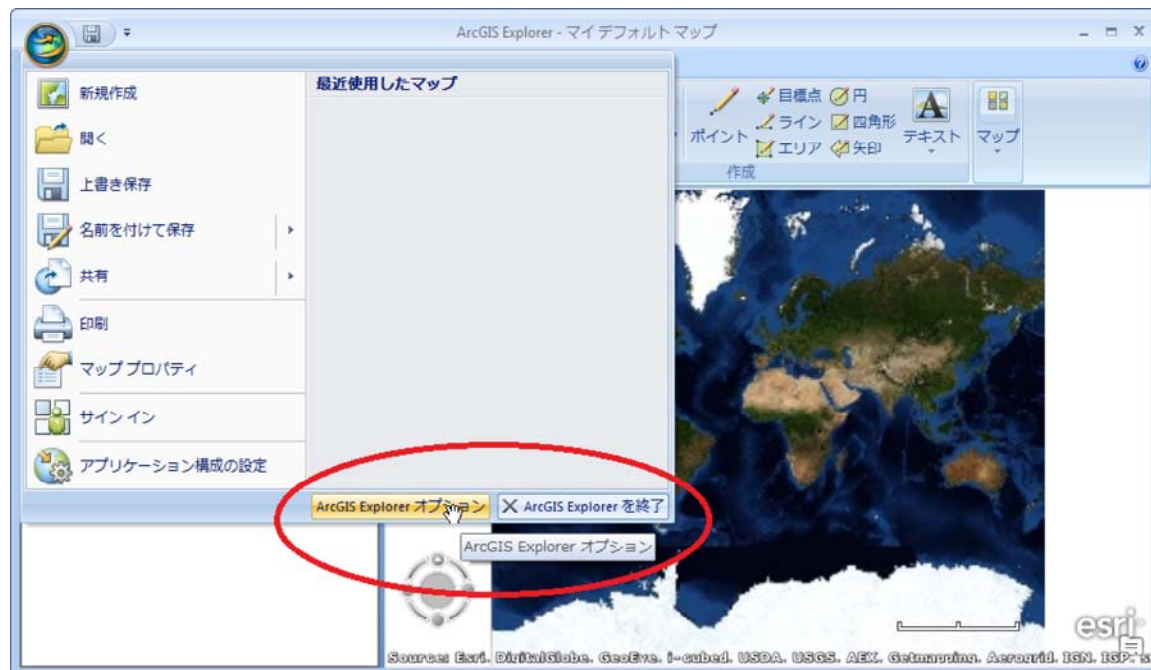 ArcGIS Explorer - マイ デフォルト マップ
新規作成
開く
上書き保存
名前を付けて保存
共有
印刷
マップ プロパティ
サイン イン
アプリケーション構成の設定
最近使用したマップ
ArcGIS Explorer オプション
ArcGIS Explorer を終了
ArcGIS Explorer オプション
ポイント
目標点
円
ライン
四角形
エリア
矢印
A
テキスト
マップ
作成
esri
Source: Esri, DigitalGlobe, GeoEye, i-cubed, USDA, USGS, AEX, Getmapping, Aerogrid, IGN, IGP,